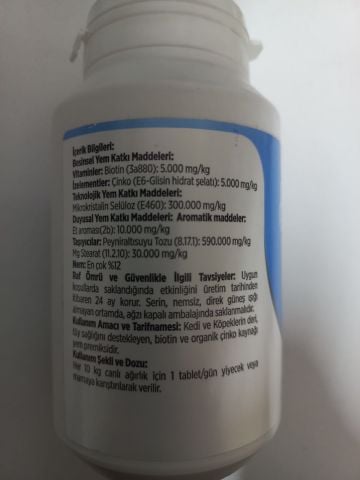 İçerik Bilgileri:
Besinsel Yem Katkı Maddeleri:
Vitaminler: Biotin (3a880): 5.000 mg/kg
İzelementler: Çinko (E6-Glisin hidrat şelatı): 5.000 mg/kg
Teknolojik Yem Katkı Maddeleri:
Mikrokristalin Selüloz (E460): 300.000 mg/kg
Duyusal Yem Katkı Maddeleri: Aromatik maddeler:
Et aroması(2b): 10.000 mg/kg
Taşıyıcılar: Peyniraltısuyu Tozu (8.17.1): 590.000 mg/kg
Mg Stearat (11.2.10): 30.000 mg/kg
Nem: En çok %12
Raf Ömrü ve Güvenlikle İlgili Tavsiyeler: Uygun
koşullarda saklandığında etkinliğini üretim tarihinden
itibaren 24 ay korur. Serin, nemsiz, direk güneş ışığı
almayan ortamda, ağzı kapalı ambalajında saklanmalıdır.
Kullanım Amacı ve Tarifnamesi: Kedi ve Köpeklerin deri,
tüy sağlığını destekleyen, biotin ve organik çinko kaynağı
yem premiksidir.
Kullanım Şekli ve Dozu:
Her 10 kg canlı ağırlık için 1 tablet/gün yiyecek veya
mamaya karıştırılarak verilir.